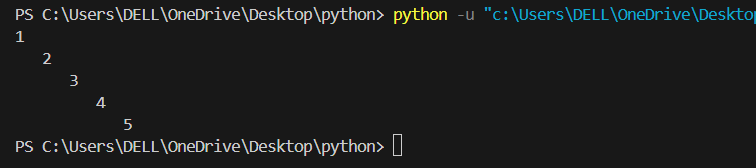 PS C:\Users\DELL\OneDrive\Desktop\python> python -u "c:\Users\DELL\OneDrive\Desktop
1
2
3
4
5
PS C:\Users\DELL\OneDrive\Desktop\python>